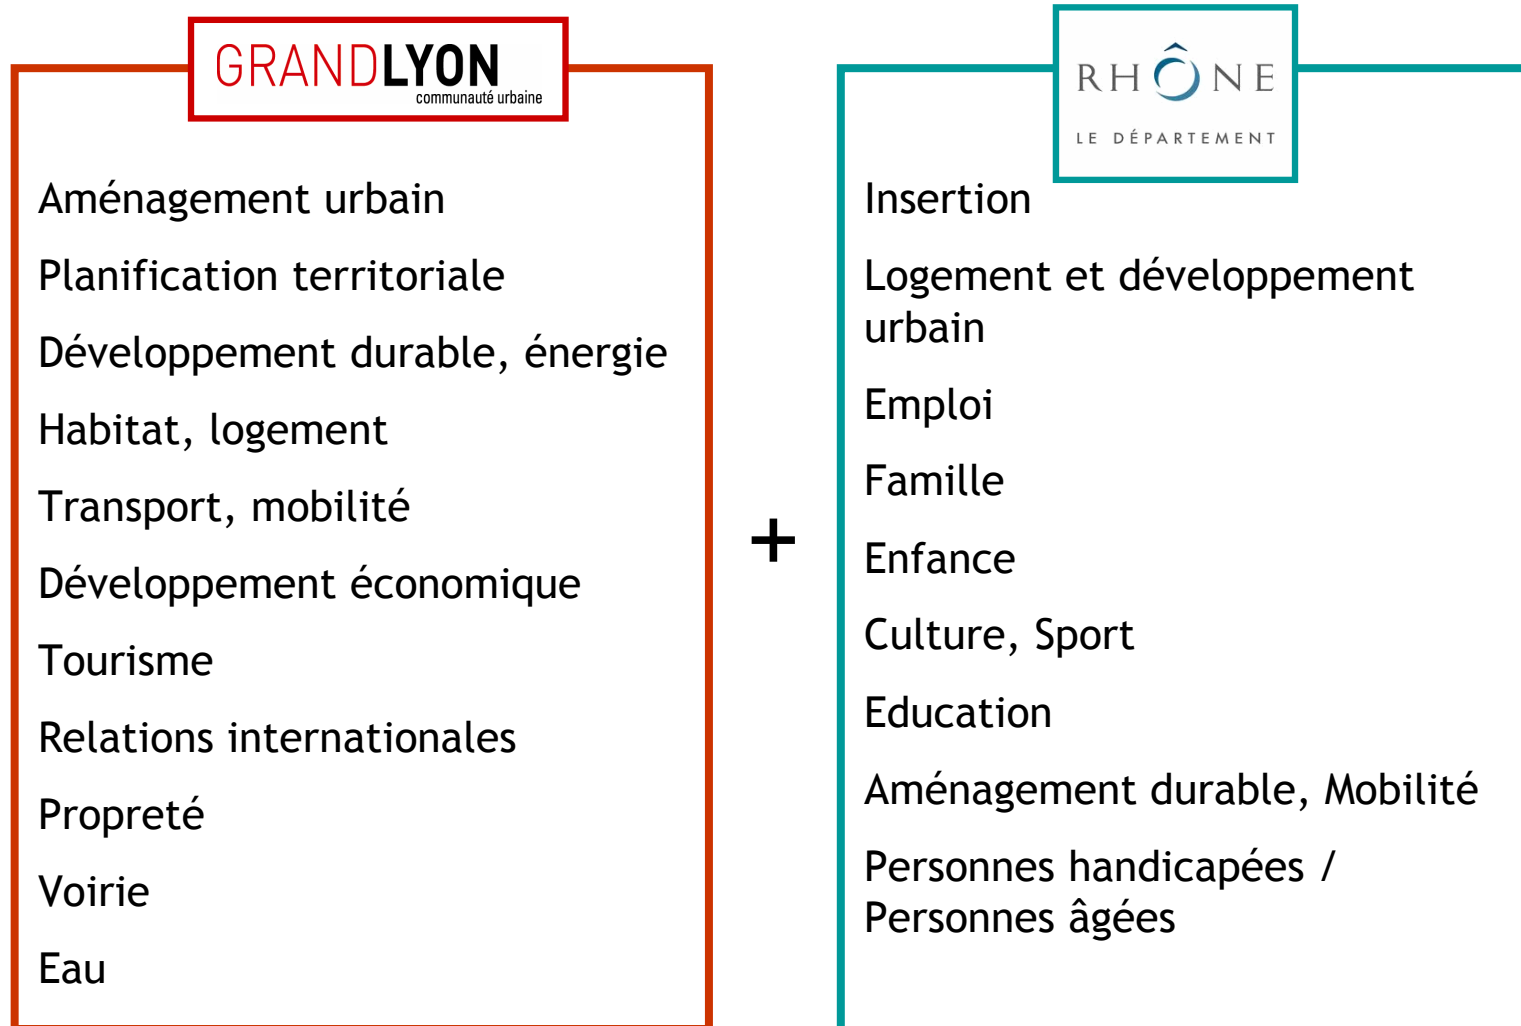 GRANDLYON
communauté urbaine
Aménagement urbain
Planification territoriale
Développement durable, énergie
Habitat, logement
Transport, mobilité
Développement économique
Tourisme
Relations internationales
Propreté
Voirie
Eau
+
RHÔNE
LE DÉPARTEMENT
Insertion
Logement et développement
urbain
Emploi
Famille
Enfance
Culture, Sport
Education
Aménagement durable, Mobilité
Personnes handicapées /
Personnes âgées